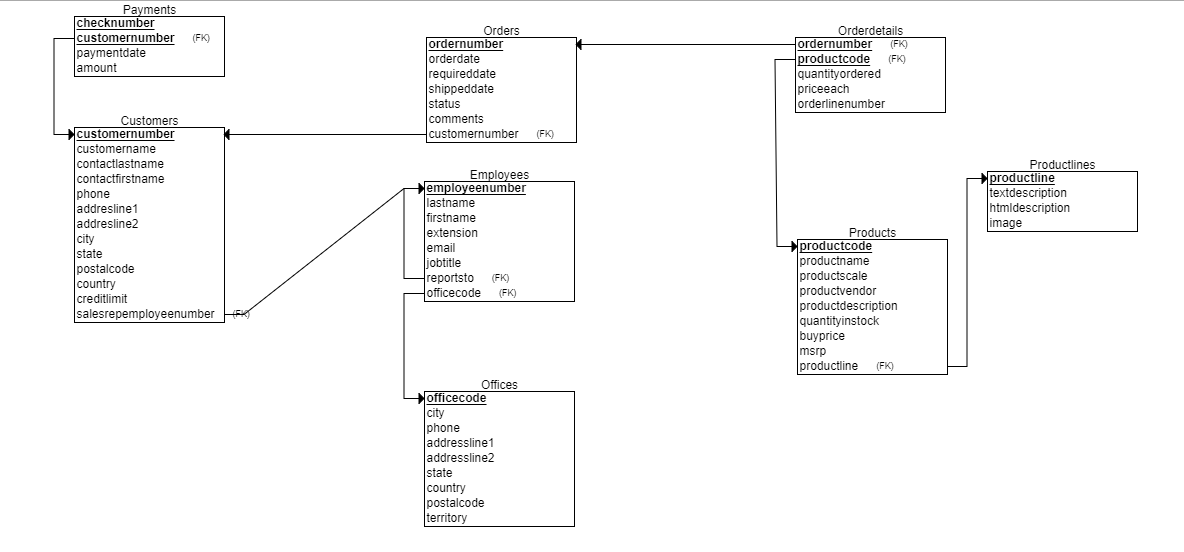 Payments
checknumber
customernumber (FK)
paymentdate
amount
Customers
customernumber
customername
contactlastname
contactfirstname
phone
addresline1
addresline2
city
state
postalcode
country
creditlimit
salesrepemployeenumber (FK)
Orders
ordernumber
orderdate
requireddate
shippeddate
status
comments
customernumber (FK)
Employees
employeenumber
lastname
firstname
extension
email
jobtitle
reportsto (FK)
officecode (FK)
Offices
officecode
city
phone
addressline1
addressline2
state
country
postalcode
territory
Orderdetails
ordernumber (FK)
productcode (FK)
quantityordered
priceeach
orderlinenumber
Products
productcode
productname
productscale
productvendor
productdescription
quantityinstock
buyprice
msrp
productline (FK)
Productlines
productline
textdescription
htmldescription
image